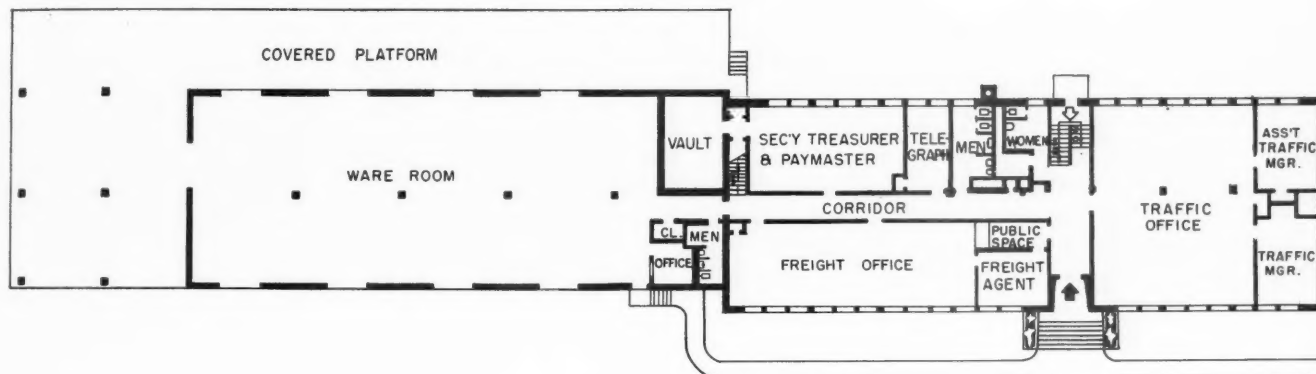 COVERED PLATFORM
WARE ROOM
VAULT
SEC'Y TREASURER
& PAYMASTER
TELE-
GRAPH
MEN
WOMEN
ASS'T
TRAFFIC
MGR.
CORRIDOR
TRAFFIC
OFFICE
CL.
MEN
OFFICE
FREIGHT OFFICE
PUBLIC
SPACE
FREIGHT
AGENT
TRAFFIC
MGR.